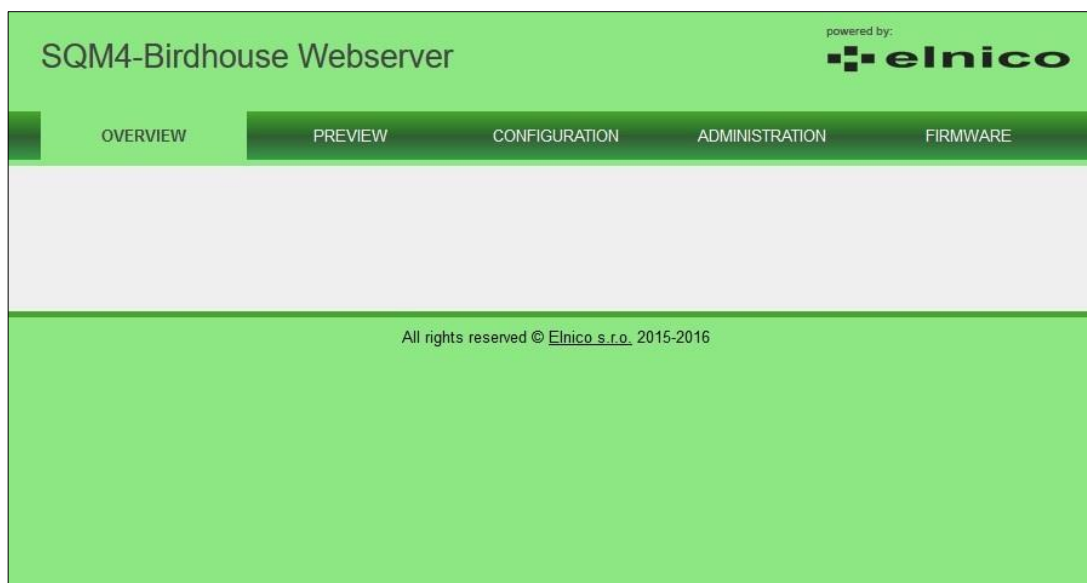 SQM4-Birdhouse Webserver
powered by:
elnico
OVERVIEW PREVIEW CONFIGURATION ADMINISTRATION FIRMWARE
All rights reserved © Elnico s.r.o. 2015-2016